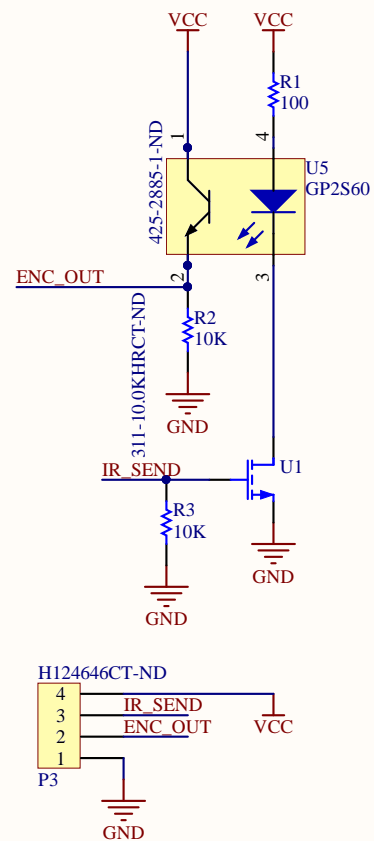 VCC
VCC
R1
100
1
4
425-2885-1-ND
U5
GP2S60
ENC_OUT
2
3
R2
10K
311-10.0KHRCT-ND
GND
IR_SEND
U1
R3
10K
GND
GND
H124646CT-ND
4
3
IR_SEND
2
ENC_OUT
1
VCC
P3
GND